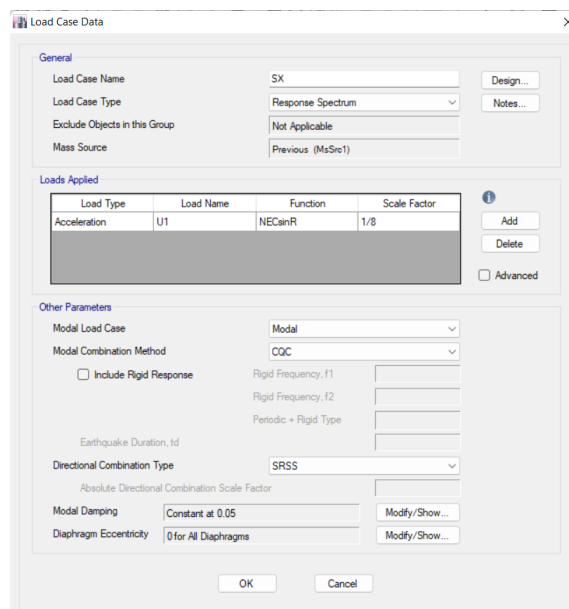 Load Case Data
General
Load Case Name SX Design...
Load Case Type Response Spectrum Notes...
Exclude Objects in this Group Not Applicable
Mass Source Previous (MsSrc1)
Loads Applied
Load Type Load Name Function Scale Factor
Acceleration U1 NECsinR 1/8
Add
Delete
Advanced
Other Parameters
Modal Load Case Modal
Modal Combination Method CQC
Include Rigid Response Rigid Frequency, f1
Rigid Frequency, f2
Periodic + Rigid Type
Earthquake Duration, td
Directional Combination Type SRSS
Absolute Directional Combination Scale Factor
Modal Damping Constant at 0.05 Modify/Show...
Diaphragm Eccentricity 0 for All Diaphragms Modify/Show...
OK Cancel